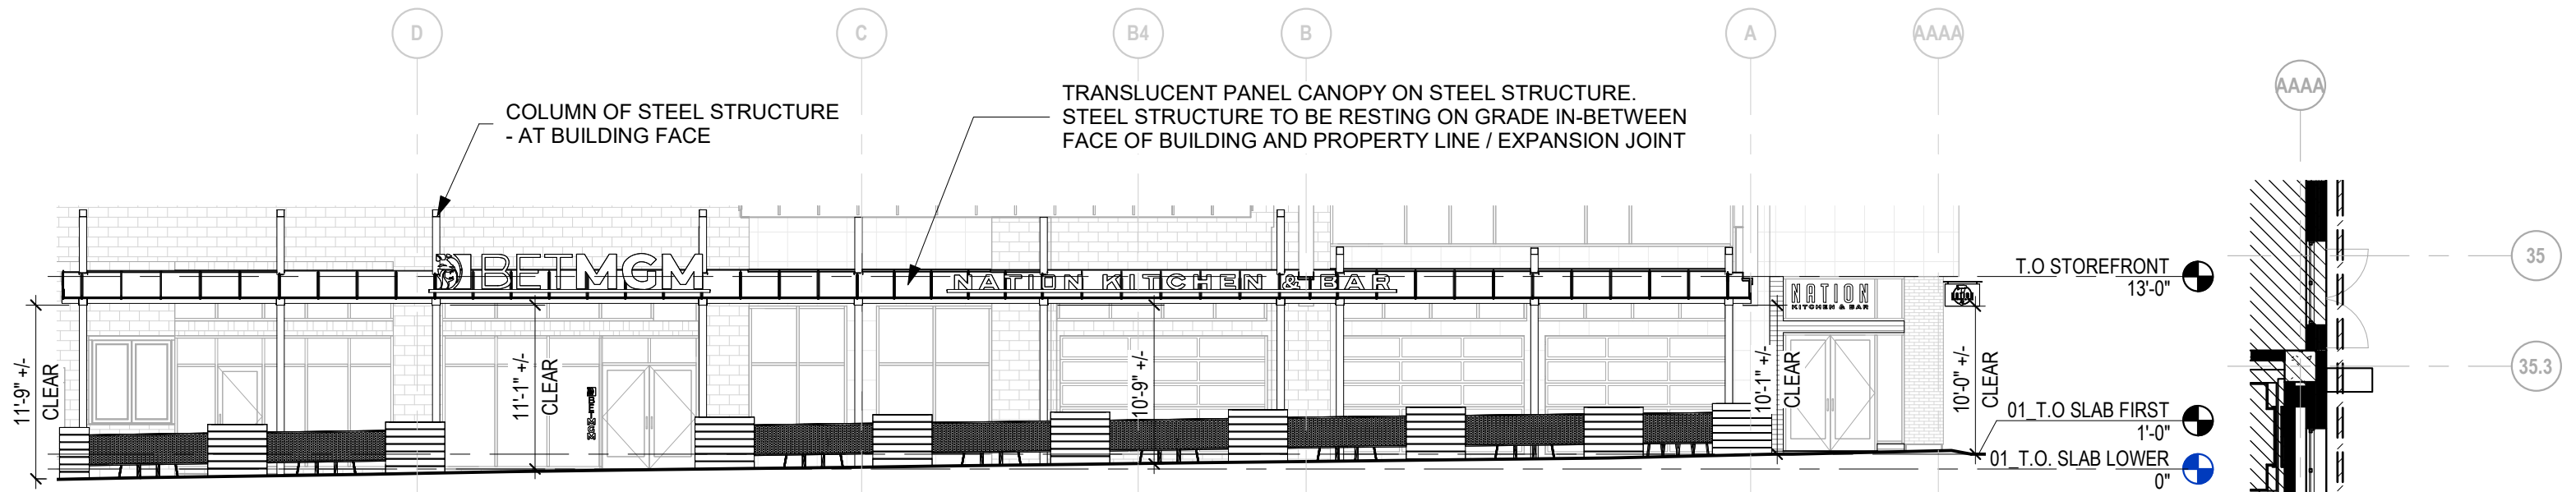 D
C
B4
B
A
AAAA
AAAA
COLUMN OF STEEL STRUCTURE
- AT BUILDING FACE
TRANSLUCENT PANEL CANOPY ON STEEL STRUCTURE.
STEEL STRUCTURE TO BE RESTING ON GRADE IN-BETWEEN
FACE OF BUILDING AND PROPERTY LINE / EXPANSION JOINT
BETMGM
NATION KITCHEN & BAR
NATION
KITCHEN & BAR
T.O STOREFRONT
13'-0"
35
35.3
11'-9" +/-
CLEAR
11'-1" +/-
CLEAR
10'-9" +/-
10'-1" +/-
CLEAR
10'-0" +/-
CLEAR
01_T.O SLAB FIRST
1'-0"
01_T.O. SLAB LOWER
0"